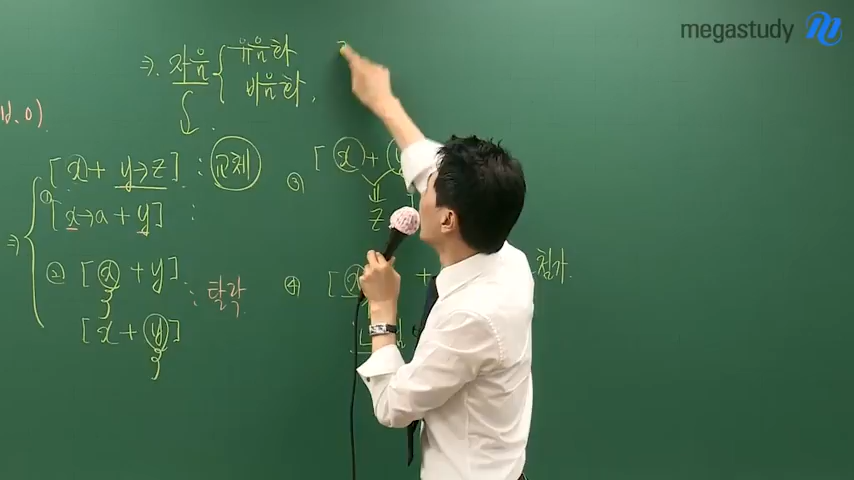 megastudy
⇒ 자음 { 유음화
비음화,
d, o)
① [x + y→z] : 교체
[x→a + y] :
② [x + y] : 탈락
[x + y]
③ [x +
z
④ [x +
첨가.